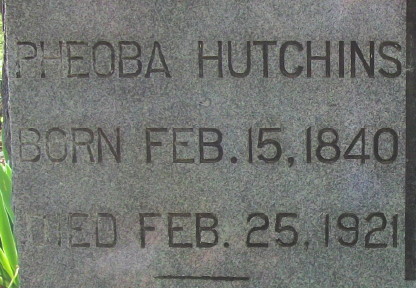 PHEOBA HUTCHINS
BORN FEB. 15, 1840
DIED FEB. 25. 1921